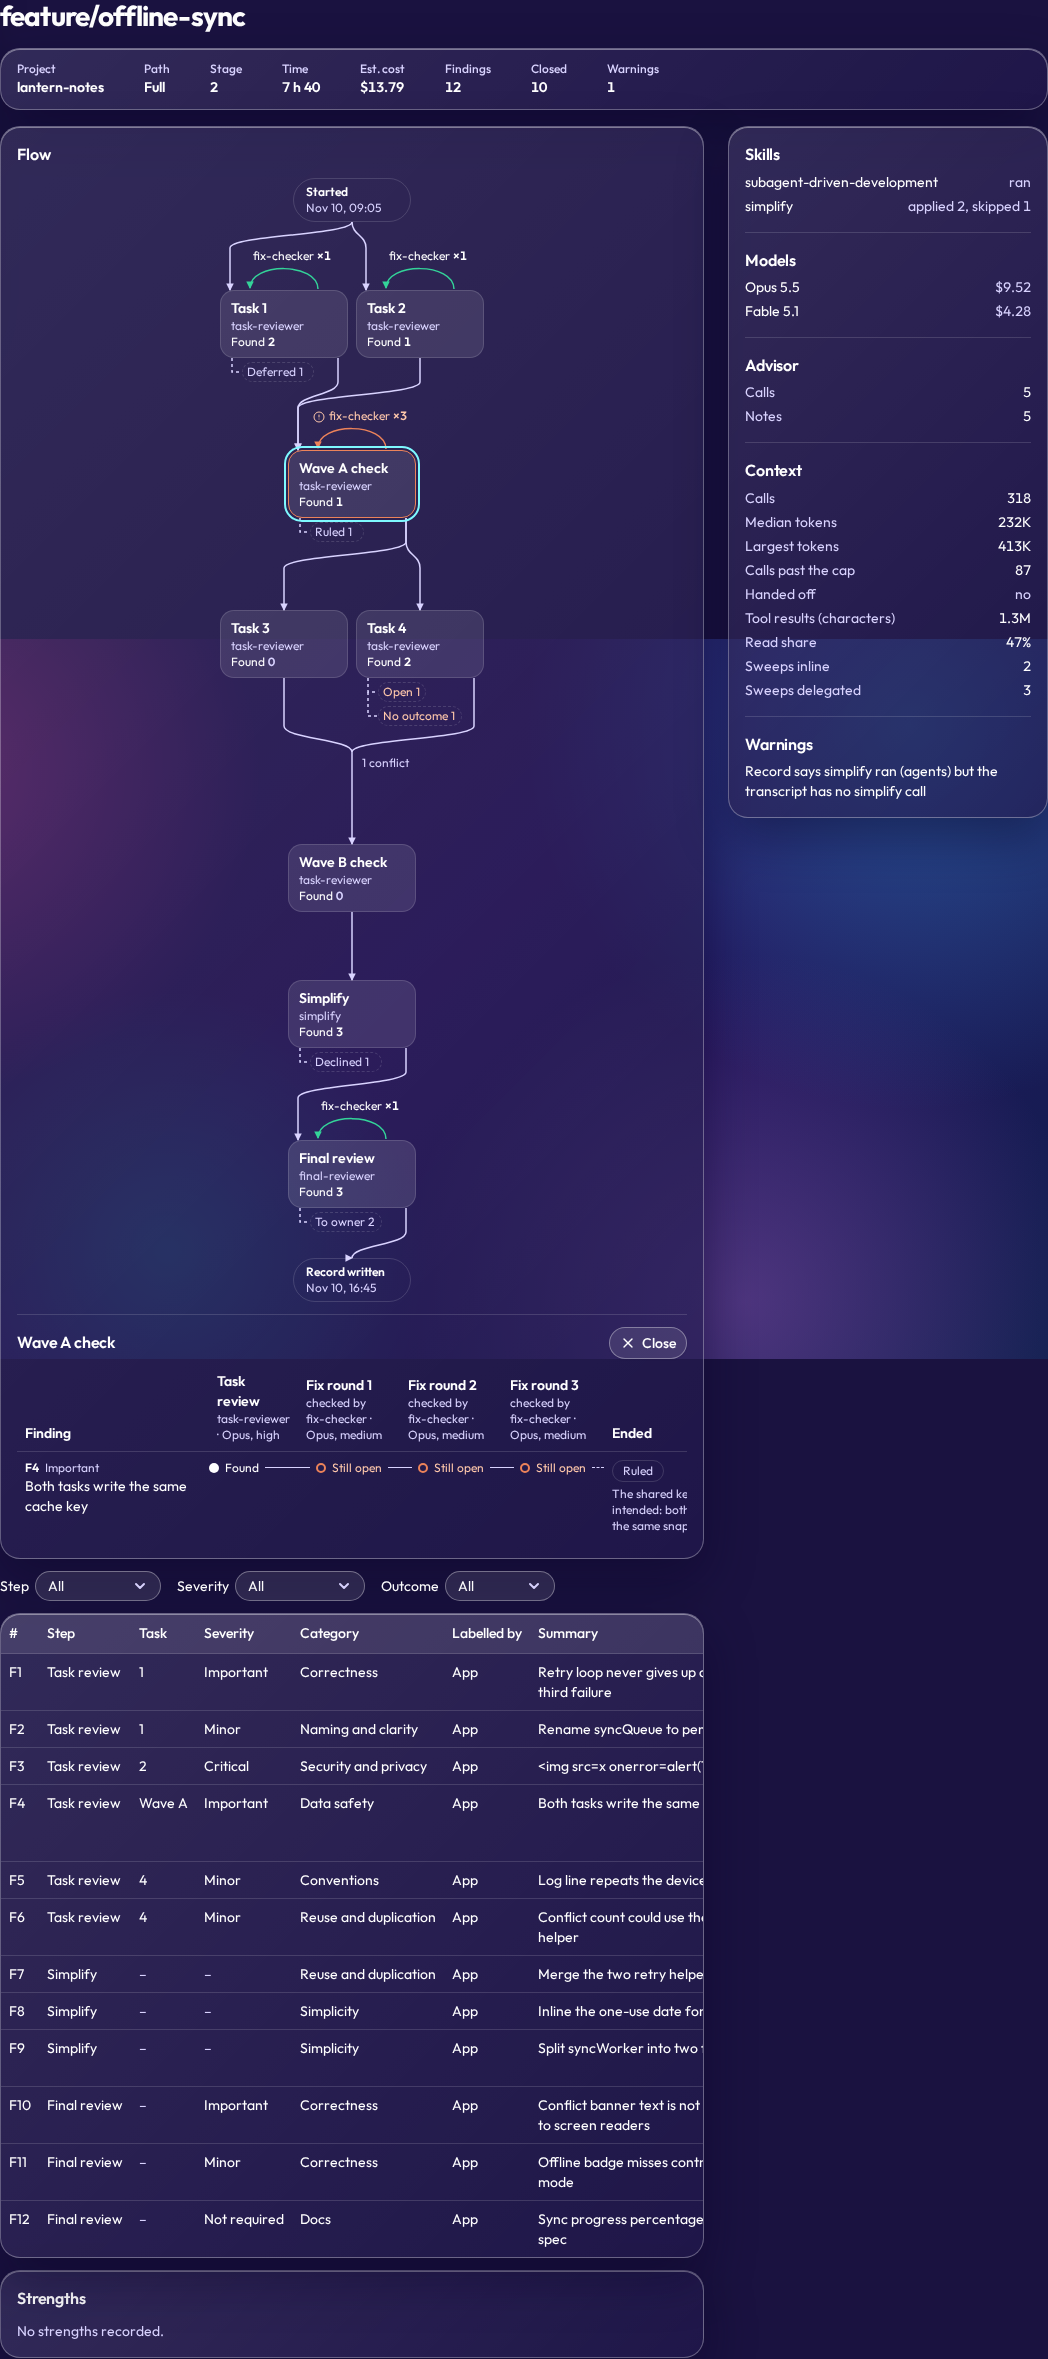 feature/offline-sync
Project Path Stage Time Est. cost Findings Closed Warnings
lantern-notes Full 2 7 h 40 $13.79 12 10 1
Flow
Started
Nov 10, 09:05
fix-checker ×1 fix-checker ×1
Task 1
task-reviewer
Found 2
Deferred 1
Task 2
task-reviewer
Found 1
fix-checker ×3
Wave A check
task-reviewer
Found 1
Ruled 1
Task 3
task-reviewer
Found 0
Task 4
task-reviewer
Found 2
Open 1
No outcome 1
1 conflict
Wave B check
task-reviewer
Found 0
Simplify
simplify
Found 3
Declined 1
fix-checker ×1
Final review
final-reviewer
Found 3
To owner 2
Record written
Nov 10, 16:45
Skills
subagent-driven-development ran
simplify applied 2, skipped 1
Models
Opus 5.5 $9.52
Fable 5.1 $4.28
Advisor
Calls 5
Notes 5
Context
Calls 318
Median tokens 232K
Largest tokens 413K
Calls past the cap 87
Handed off no
Tool results (characters) 1.3M
Read share 47%
Sweeps inline 2
Sweeps delegated 3
Warnings
Record says simplify ran (agents) but the
transcript has no simplify call
Wave A check
Close
Finding
Task
review
task-reviewer
· Opus, high
Fix round 1
checked by
fix-checker ·
Opus, medium
Fix round 2
checked by
fix-checker ·
Opus, medium
Fix round 3
checked by
fix-checker ·
Opus, medium
Ended
F4 Important
Both tasks write the same
cache key
Found Still open Still open Still open
Ruled
The shared ke
intended: both
the same snap
Step All Severity All Outcome All
# Step Task Severity Category Labelled by Summary
F1 Task review 1 Important Correctness App Retry loop never gives up
third failure
F2 Task review 1 Minor Naming and clarity App Rename syncQueue to per
F3 Task review 2 Critical Security and privacy App <img src=x onerror=alert(
F4 Task review Wave A Important Data safety App Both tasks write the same
F5 Task review 4 Minor Conventions App Log line repeats the device
F6 Task review 4 Minor Reuse and duplication App Conflict count could use the
helper
F7 Simplify – – Reuse and duplication App Merge the two retry helpe
F8 Simplify – – Simplicity App Inline the one-use date for
F9 Simplify – – Simplicity App Split syncWorker into two
F10 Final review – Important Correctness App Conflict banner text is not
to screen readers
F11 Final review – Minor Correctness App Offline badge misses contr
mode
F12 Final review – Not required Docs App Sync progress percentage
spec
Strengths
No strengths recorded.